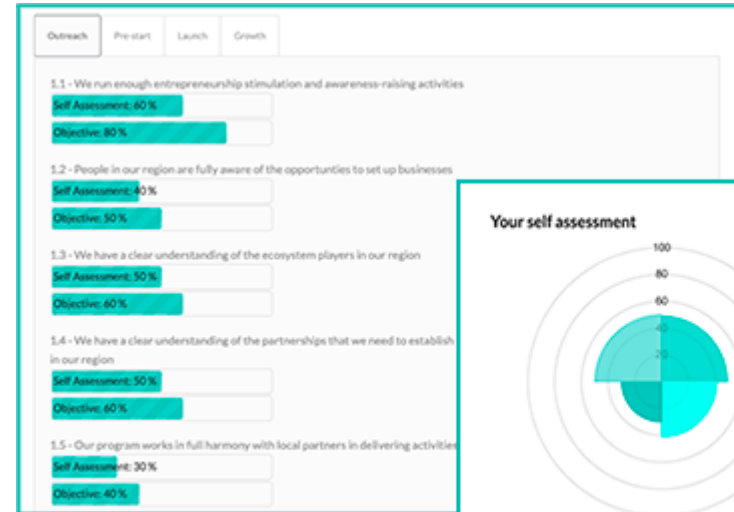 Outreach Pre-start Launch Growth
1.1 - We run enough entrepreneurship stimulation and awareness-raising activities
Self Assessment: 60 %
Objective: 80 %
1.2 - People in our region are fully aware of the opportunties to set up businesses
Self Assessment: 40 %
Objective: 50 %
1.3 - We have a clear understanding of the ecosystem players in our region
Self Assessment: 50 %
Objective: 60 %
1.4 - We have a clear understanding of the partnerships that we need to establish
in our region
Self Assessment: 50 %
Objective: 60 %
1.5 - Our program works in full harmony with local partners in delivering activities
Self Assessment: 30 %
Objective: 40 %
Your self assessment
100
80
60
40
20